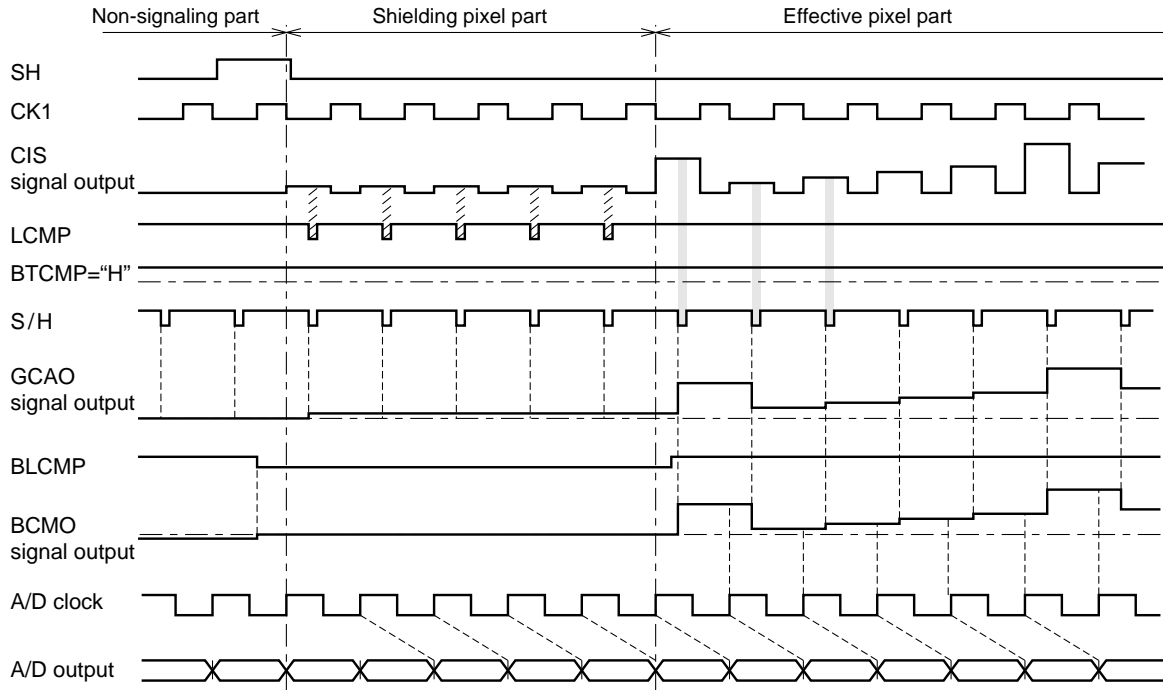 Non-signaling part Shielding pixel part Effective pixel part
SH
CK1
CIS
signal output
LCMP
BTCMP=“H”
S/H
GCAO
signal output
BLCMP
BCMO
signal output
A/D clock
A/D output